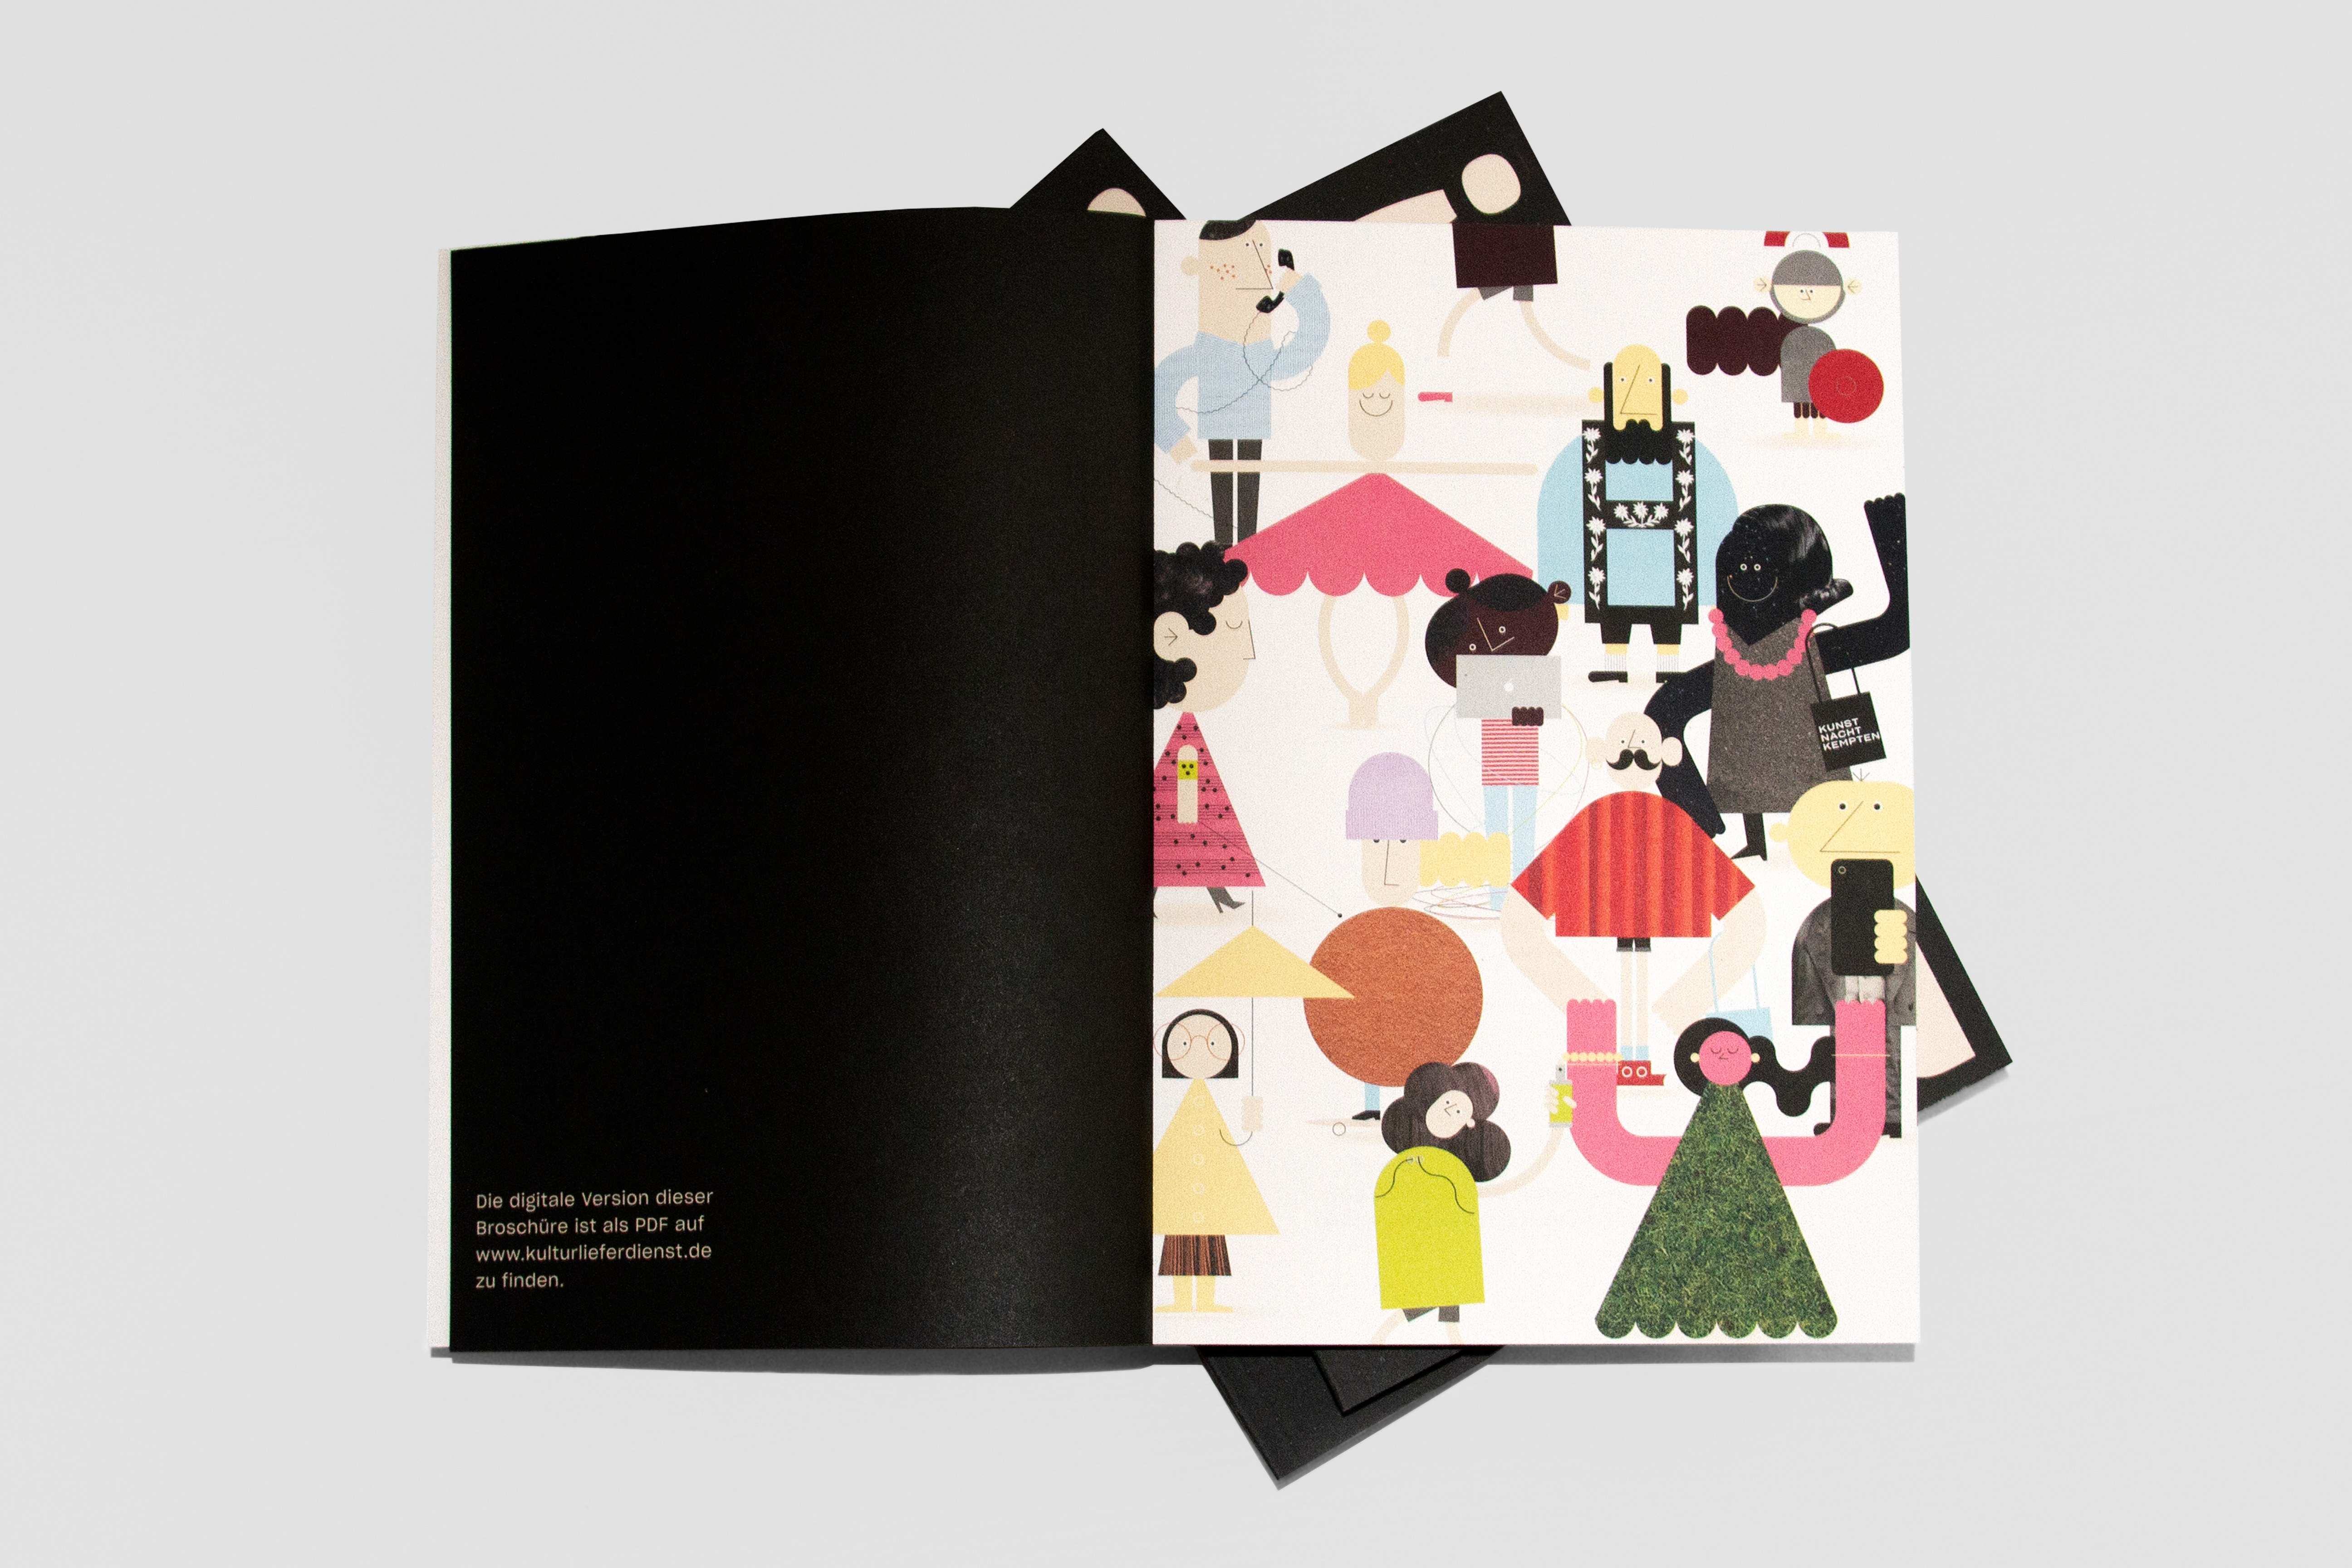 Die digitale Version dieser
Broschüre ist als PDF auf
www.kulturlieferdienst.de
zu finden.
KUNST
NACHT
KEMPTEN